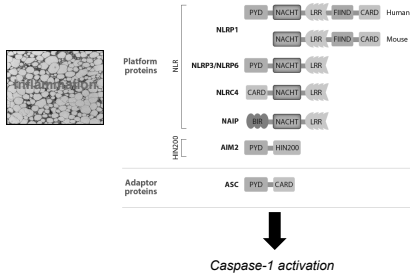 PYD NACHT LRR FIIND CARD Human
NLRP1
NACHT LRR FIIND CARD Mouse
Inflammation
Platform proteins
NLR
NLRP3/NLRP6 PYD NACHT LRR
NLRC4 CARD NACHT LRR
NAIP BIR NACHT LRR
HIN200
AIM2 PYD HIN200
Adaptor proteins
ASC PYD CARD
Caspase-1 activation